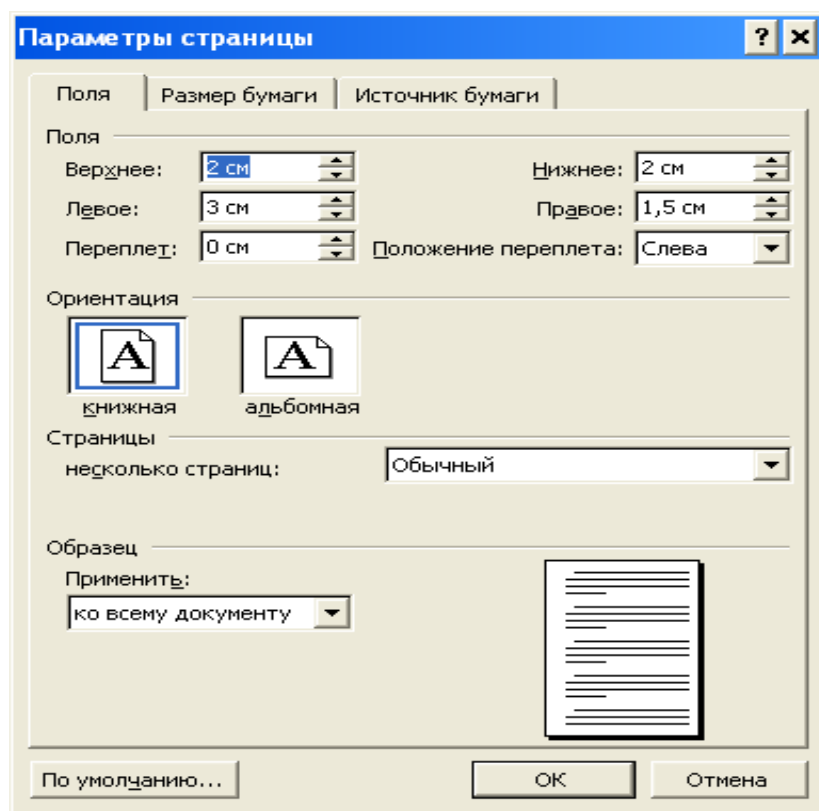 Параметры страницы ? ×
Поля Размер бумаги Источник бумаги
Поля
Верхнее: 2 см Нижнее: 2 см
Левое: 3 см Правое: 1,5 см
Переплет: 0 см Положение переплета: Слева
Ориентация
A A
книжная альбомная
Страницы
несколько страниц: Обычный
Образец
Применить:
ко всему документу
По умолчанию... ОК Отмена